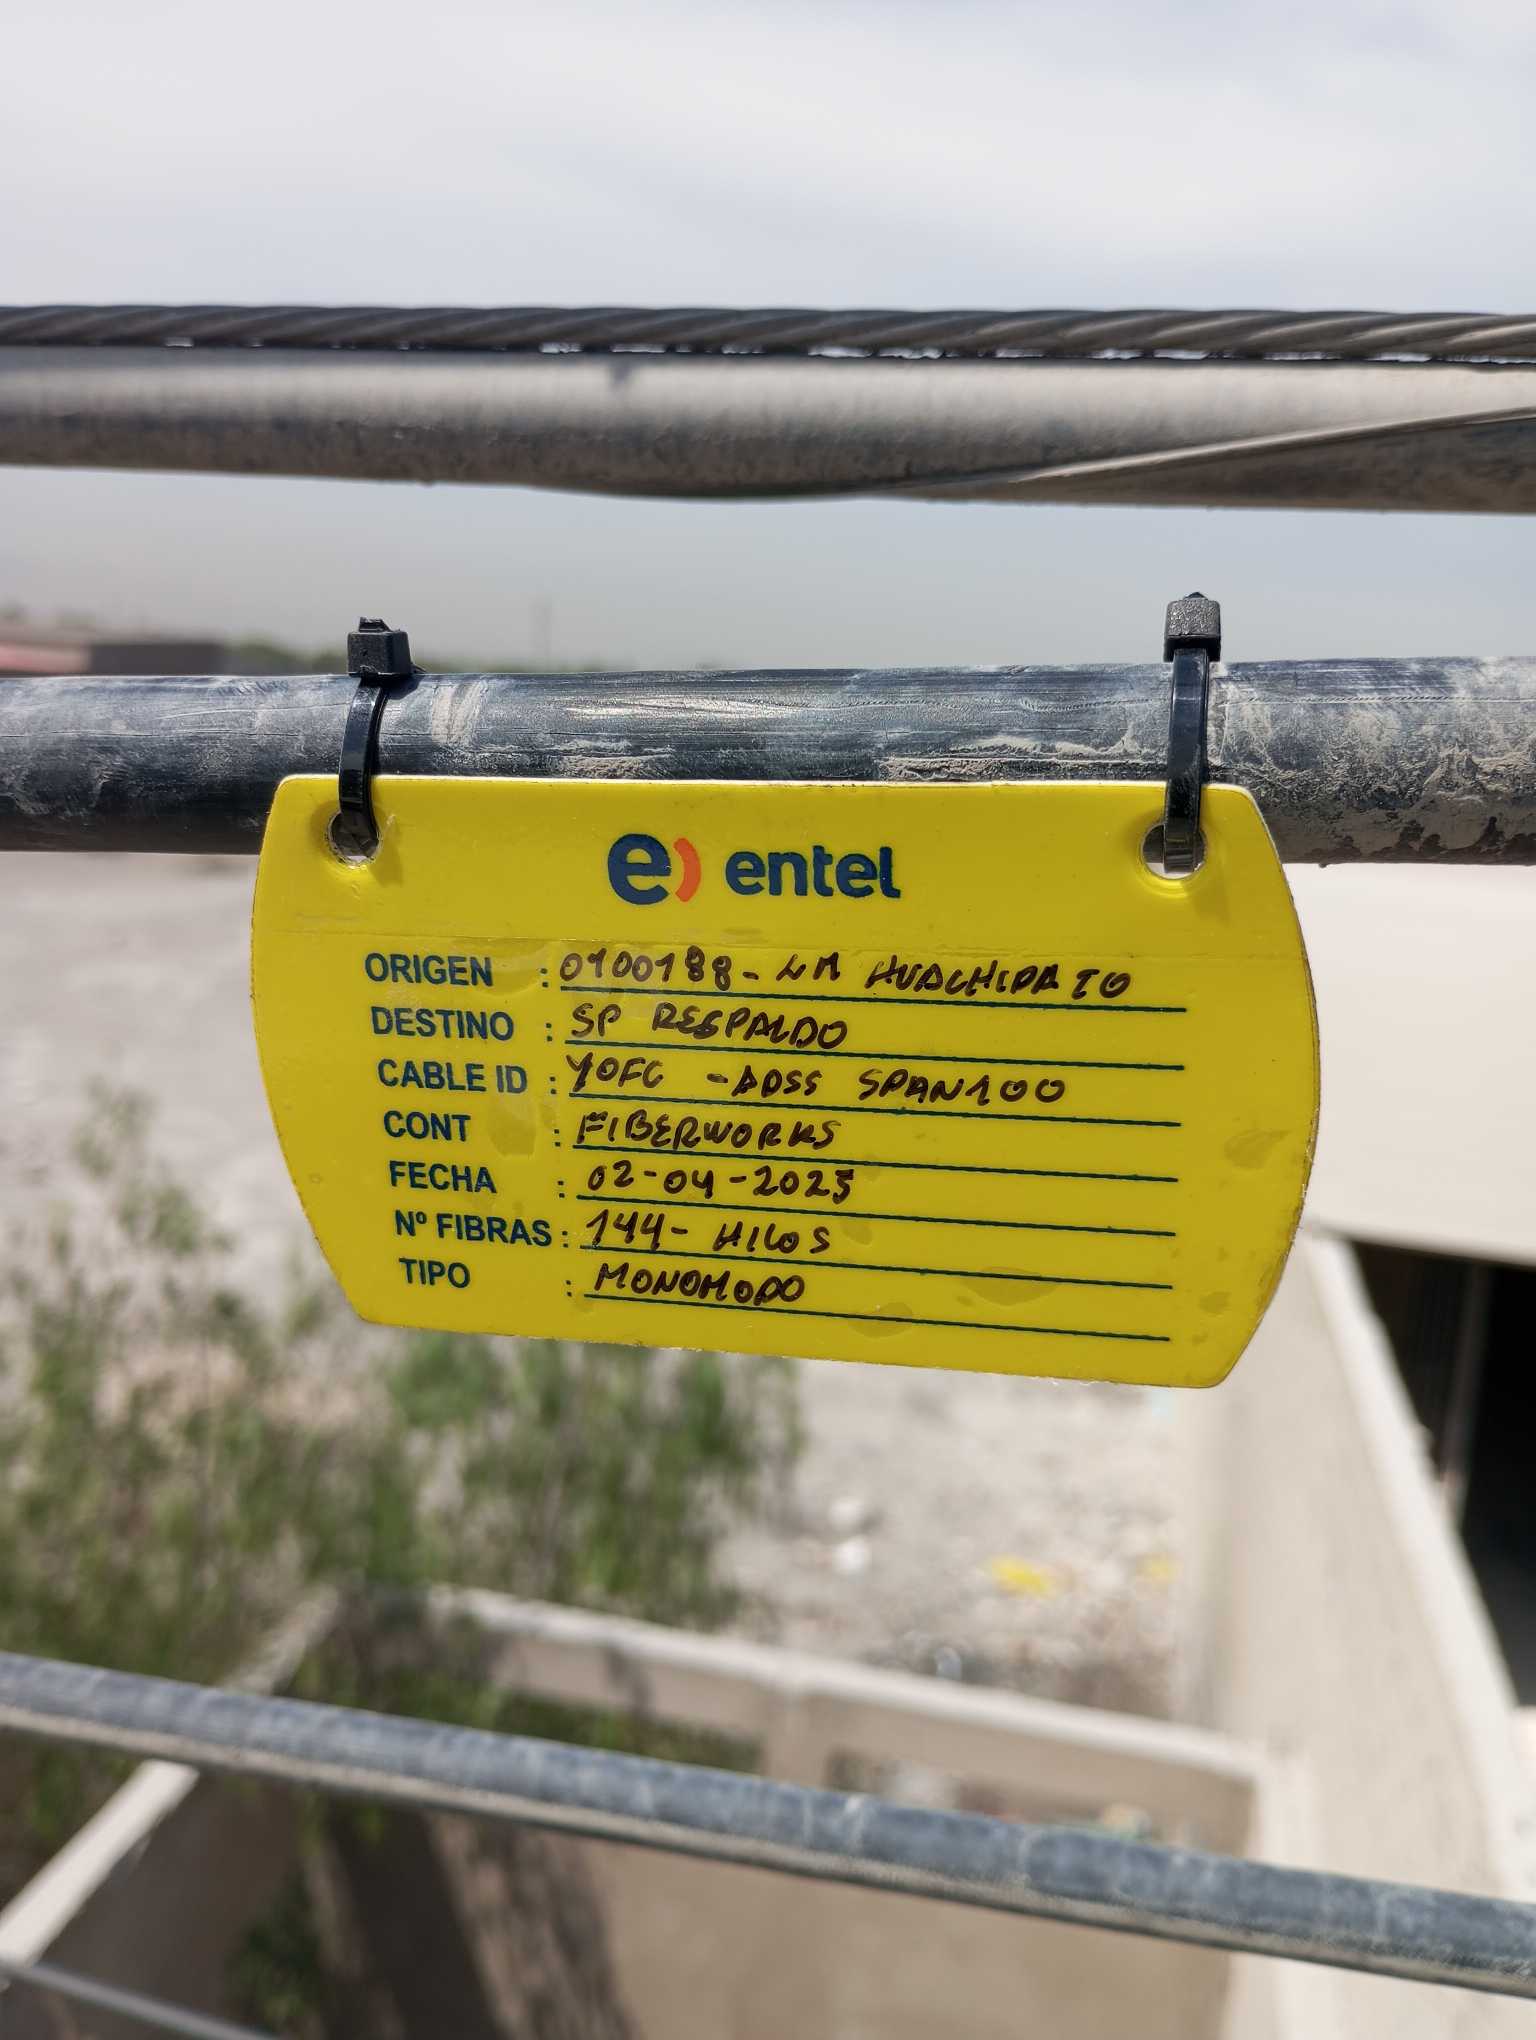 e) entel
ORIGEN : 0100188 - LM HUACHIPATO
DESTINO : SP RESPALDO
CABLE ID : YOFC - ADSS SPAN100
CONT : FIBERWORKS
FECHA : 02-04-2025
Nº FIBRAS : 144- HILOS
TIPO : MONOMODO